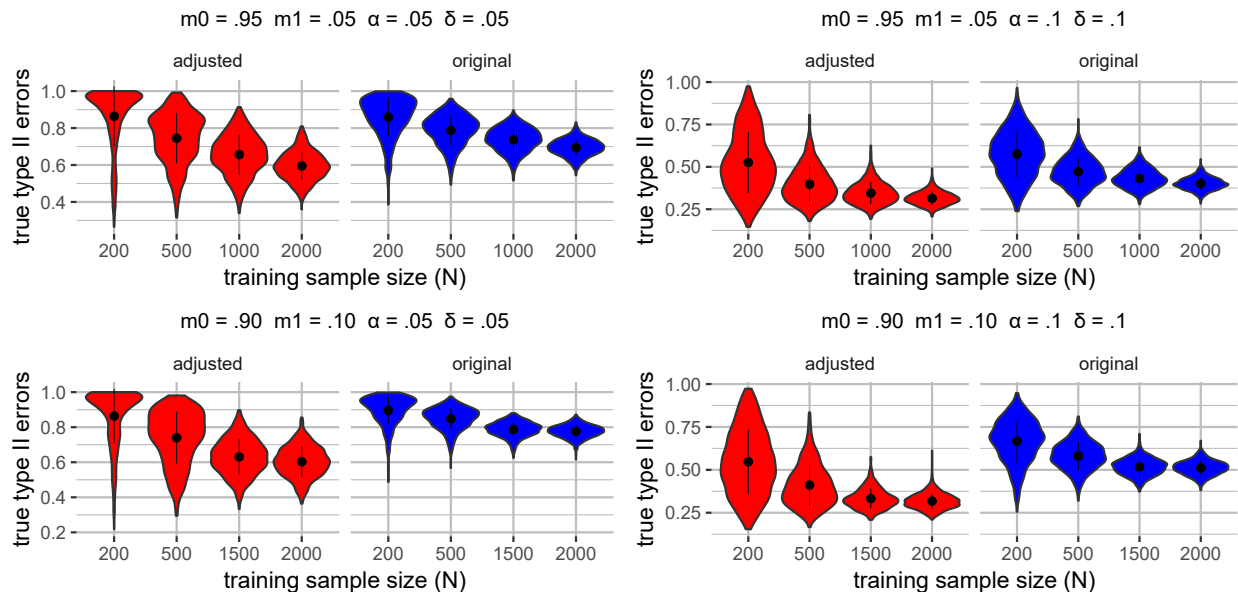 m0 = .95 m1 = .05 α = .05 δ = .05
adjusted original
true type II errors
1.0
0.8
0.6
0.4
200 500 1000 2000 200 500 1000 2000
training sample size (N)
m0 = .95 m1 = .05 α = .1 δ = .1
adjusted original
true type II errors
1.00
0.75
0.50
0.25
200 500 1000 2000 200 500 1000 2000
training sample size (N)
m0 = .90 m1 = .10 α = .05 δ = .05
adjusted original
true type II errors
1.0
0.8
0.6
0.4
0.2
200 500 1500 2000 200 500 1500 2000
training sample size (N)
m0 = .90 m1 = .10 α = .1 δ = .1
adjusted original
true type II errors
1.00
0.75
0.50
0.25
200 500 1500 2000 200 500 1500 2000
training sample size (N)